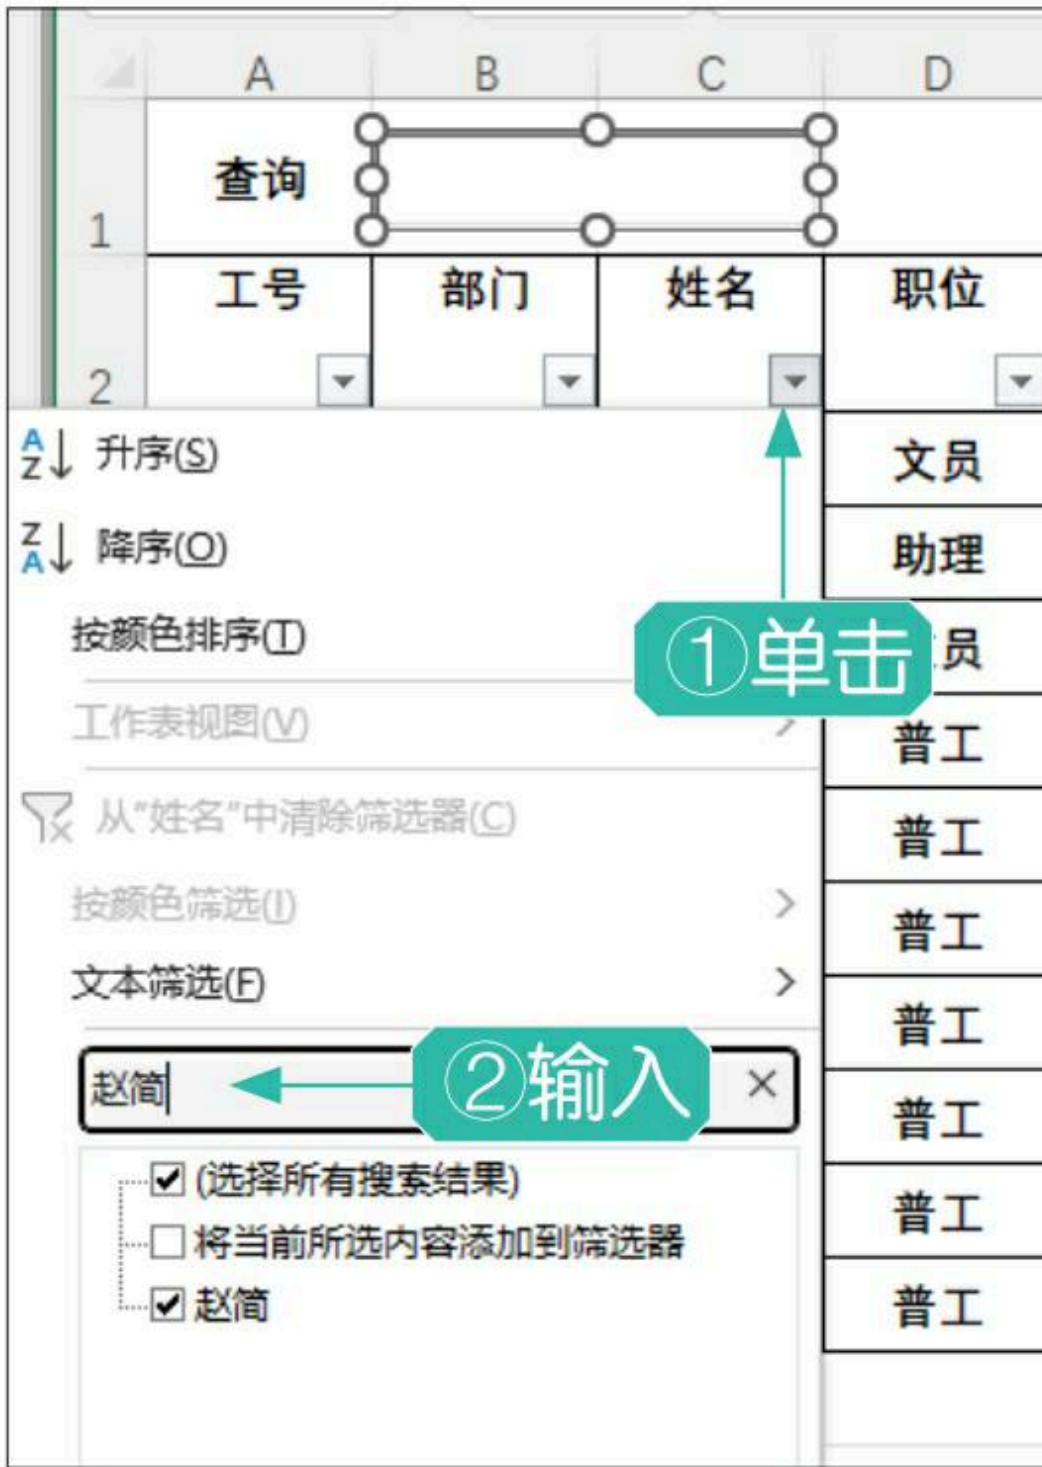 A B C D
1 查询
2 工号 部门 姓名 职位
升序(S) 文员
降序(O) 助理
按颜色排序(T) ①单击 员
工作表视图(V) 普工
从“姓名”中清除筛选器(C) 普工
按颜色筛选(I) 普工
文本筛选(F) 普工
赵简 ②输入 普工
(选择所有搜索结果) 普工
将当前所选内容添加到筛选器
赵简 普工